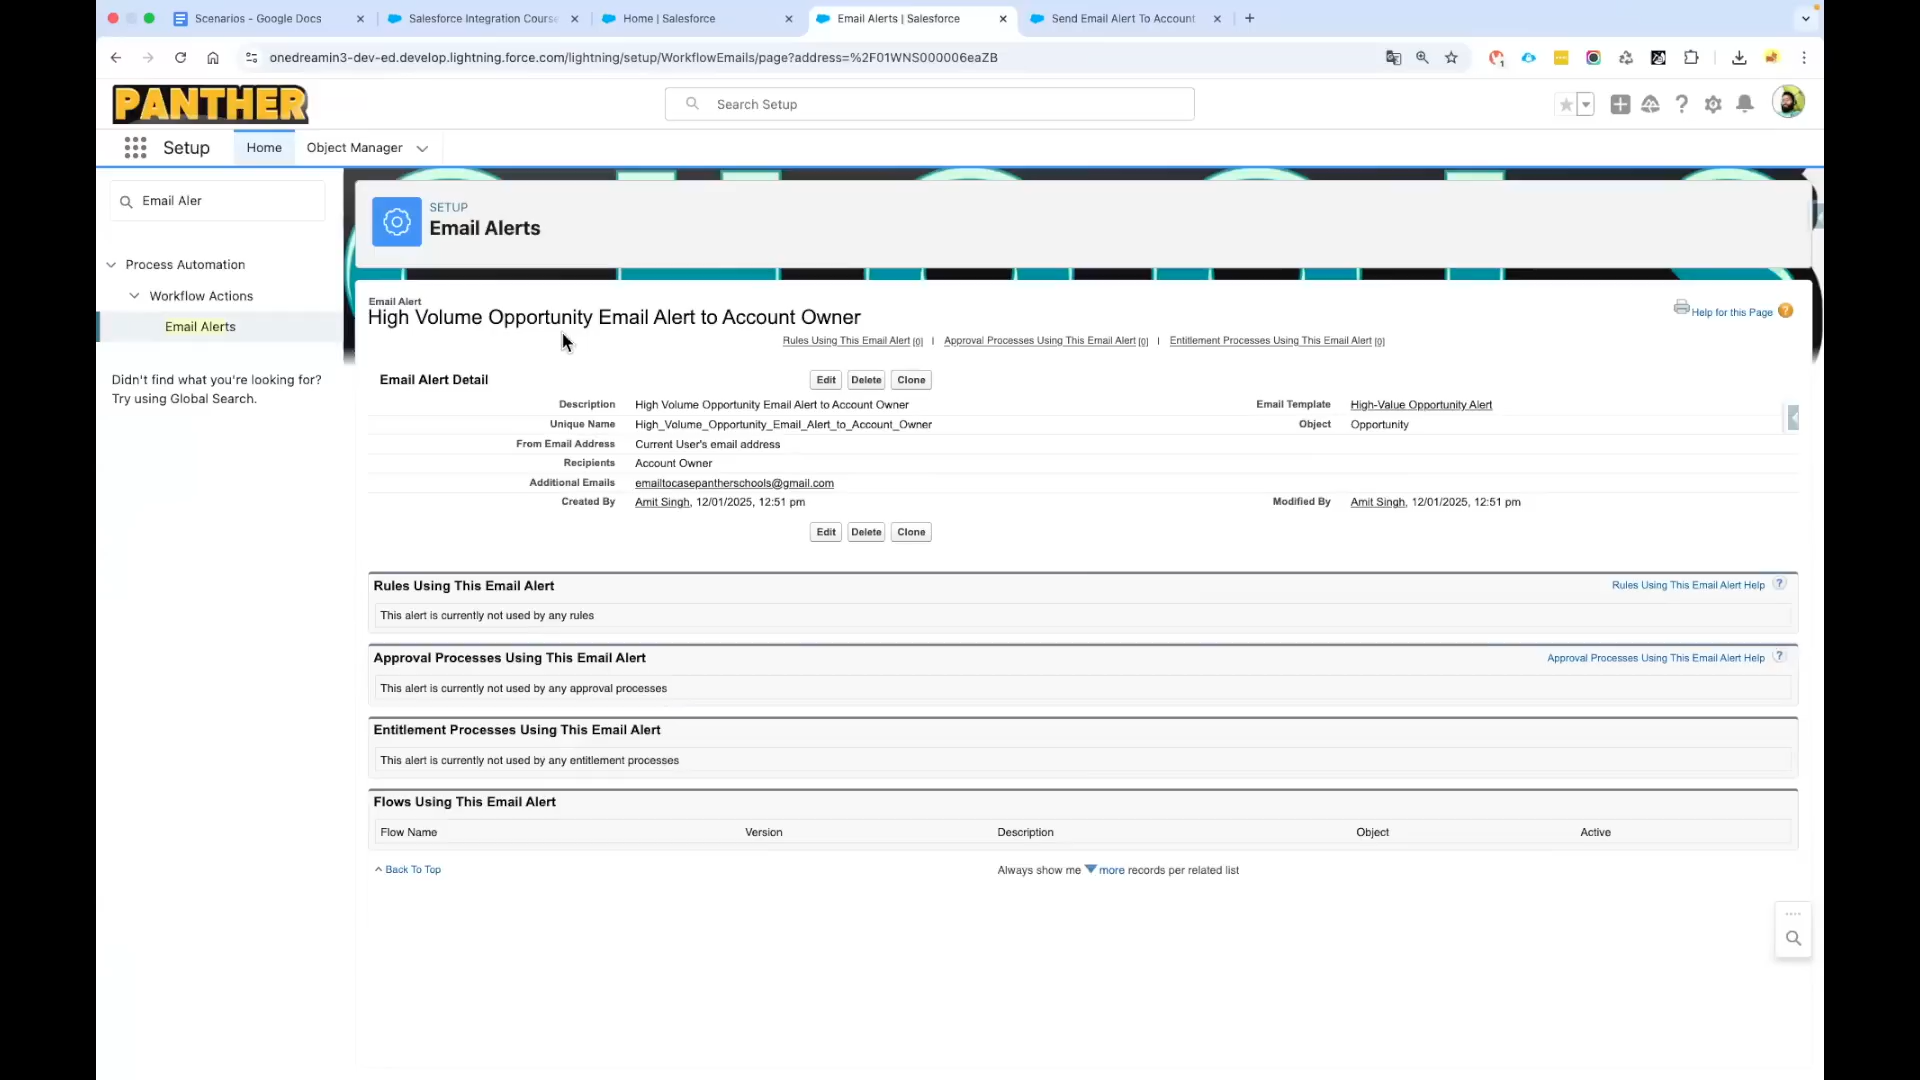 Scenarios - Google Docs
Salesforce Integration Course
Home | Salesforce
Email Alerts | Salesforce
Send Email Alert To Account
onedreamin3-dev-ed.develop.lightning.force.com/lightning/setup/WorkflowEmails/page?address=%2F01WNS000006eaZB
PANTHER
Search Setup
Setup
Home
Object Manager
Email Aler
Process Automation
Workflow Actions
Email Alerts
Didn't find what you're looking for?
Try using Global Search.
SETUP
Email Alerts
Email Alert
High Volume Opportunity Email Alert to Account Owner
Help for this Page
Rules Using This Email Alert [0] | Approval Processes Using This Email Alert [0] | Entitlement Processes Using This Email Alert [0]
Email Alert Detail
Edit Delete Clone
Description High Volume Opportunity Email Alert to Account Owner Email Template High-Value Opportunity Alert
Unique Name High_Volume_Opportunity_Email_Alert_to_Account_Owner Object Opportunity
From Email Address Current User's email address
Recipients Account Owner
Additional Emails emailtocasepantherschools@gmail.com
Created By Amit Singh, 12/01/2025, 12:51 pm Modified By Amit Singh, 12/01/2025, 12:51 pm
Edit Delete Clone
Rules Using This Email Alert
Rules Using This Email Alert Help ?
This alert is currently not used by any rules
Approval Processes Using This Email Alert
Approval Processes Using This Email Alert Help ?
This alert is currently not used by any approval processes
Entitlement Processes Using This Email Alert
This alert is currently not used by any entitlement processes
Flows Using This Email Alert
Flow Name Version Description Object Active
^ Back To Top
Always show me more records per related list